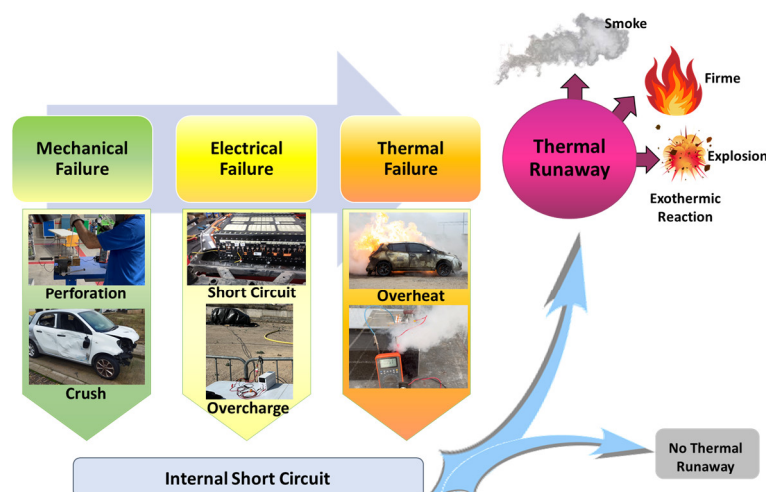 Smoke
Firme
Mechanical
Failure
Electrical
Failure
Thermal
Failure
Thermal
Runaway
Explosion
Exothermic
Reaction
Perforation
Short Circuit
Overheat
Crush
Overcharge
No Thermal
Runaway
Internal Short Circuit